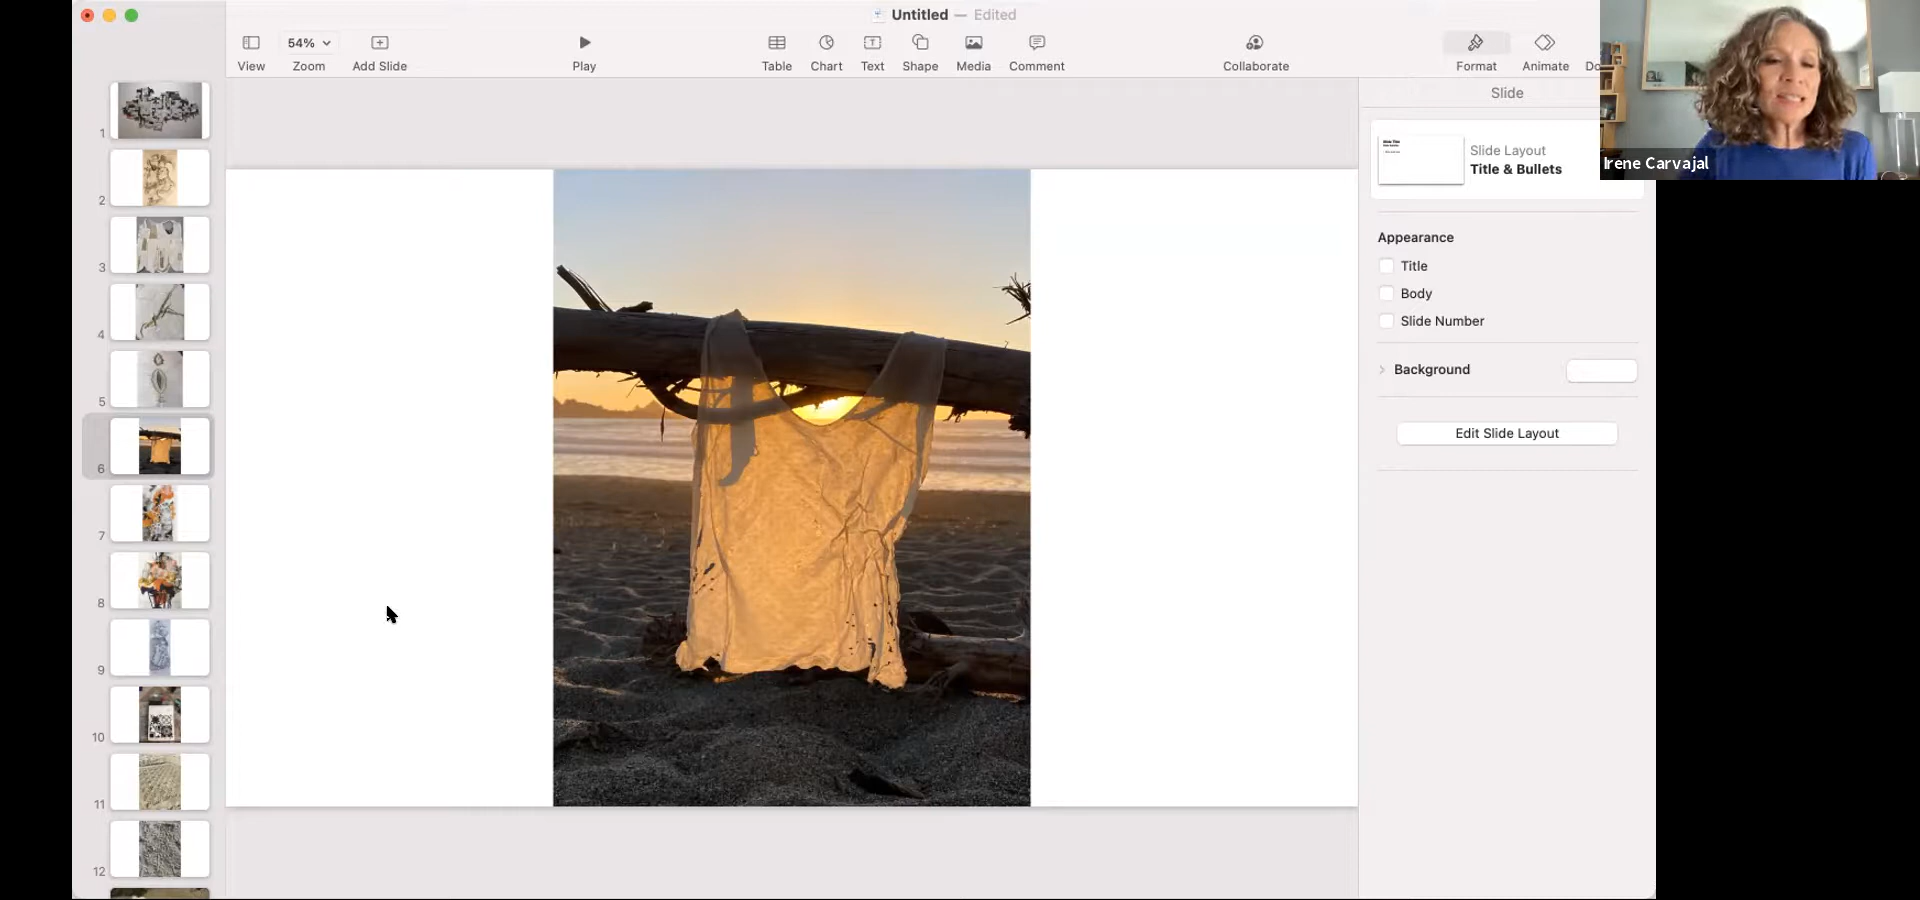 Untitled — Edited
54%
View
Zoom
Add Slide
Play
Table
Chart
Text
Shape
Media
Comment
Collaborate
Format
Animate
Do
Slide
Slide Layout
Title & Bullets
Irene Carvajal
Appearance
Title
Body
Slide Number
Background
Edit Slide Layout
1
2
3
4
5
6
7
8
9
10
11
12